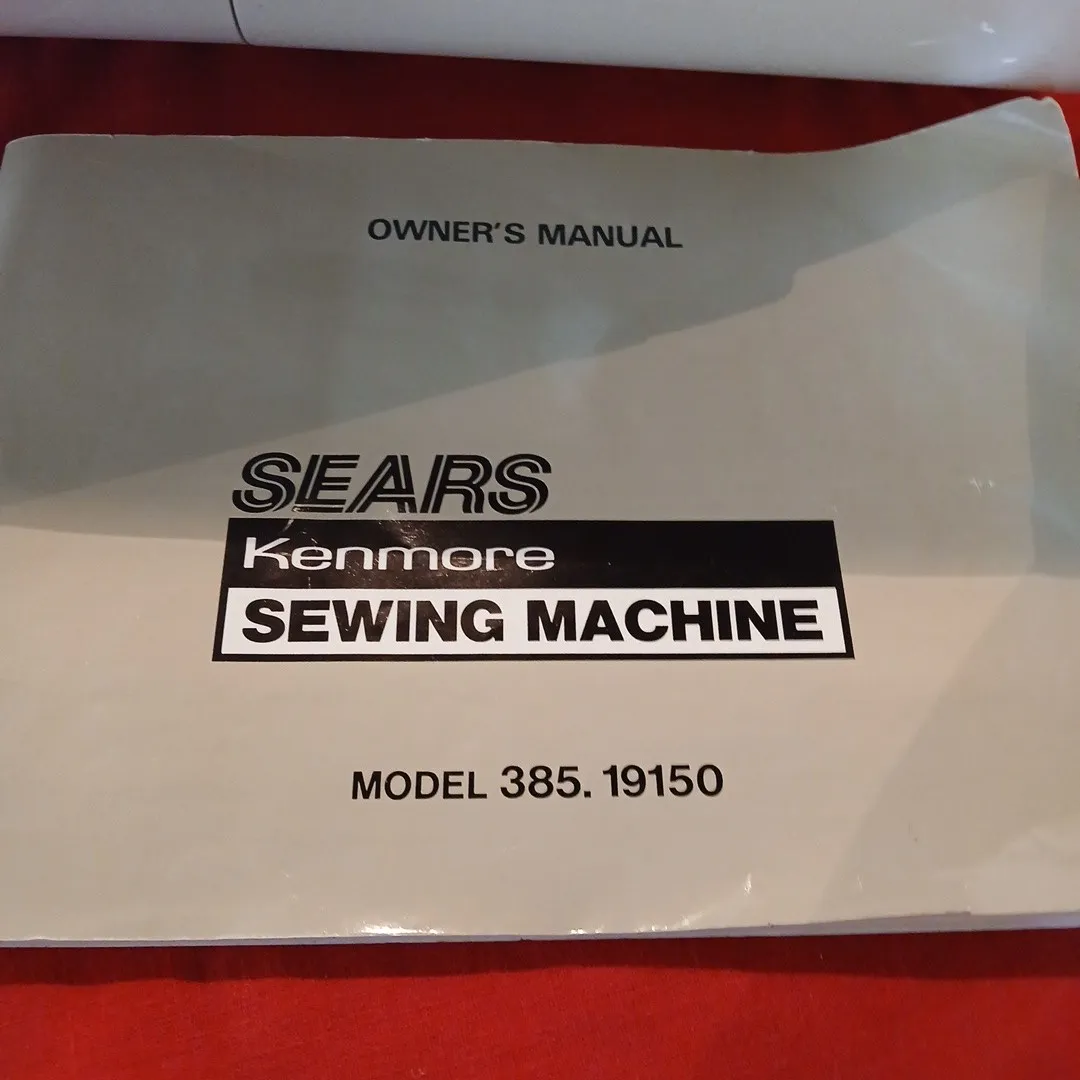 OWNER'S MANUAL
SEARS
Kenmore
SEWING MACHINE
MODEL 385. 19150